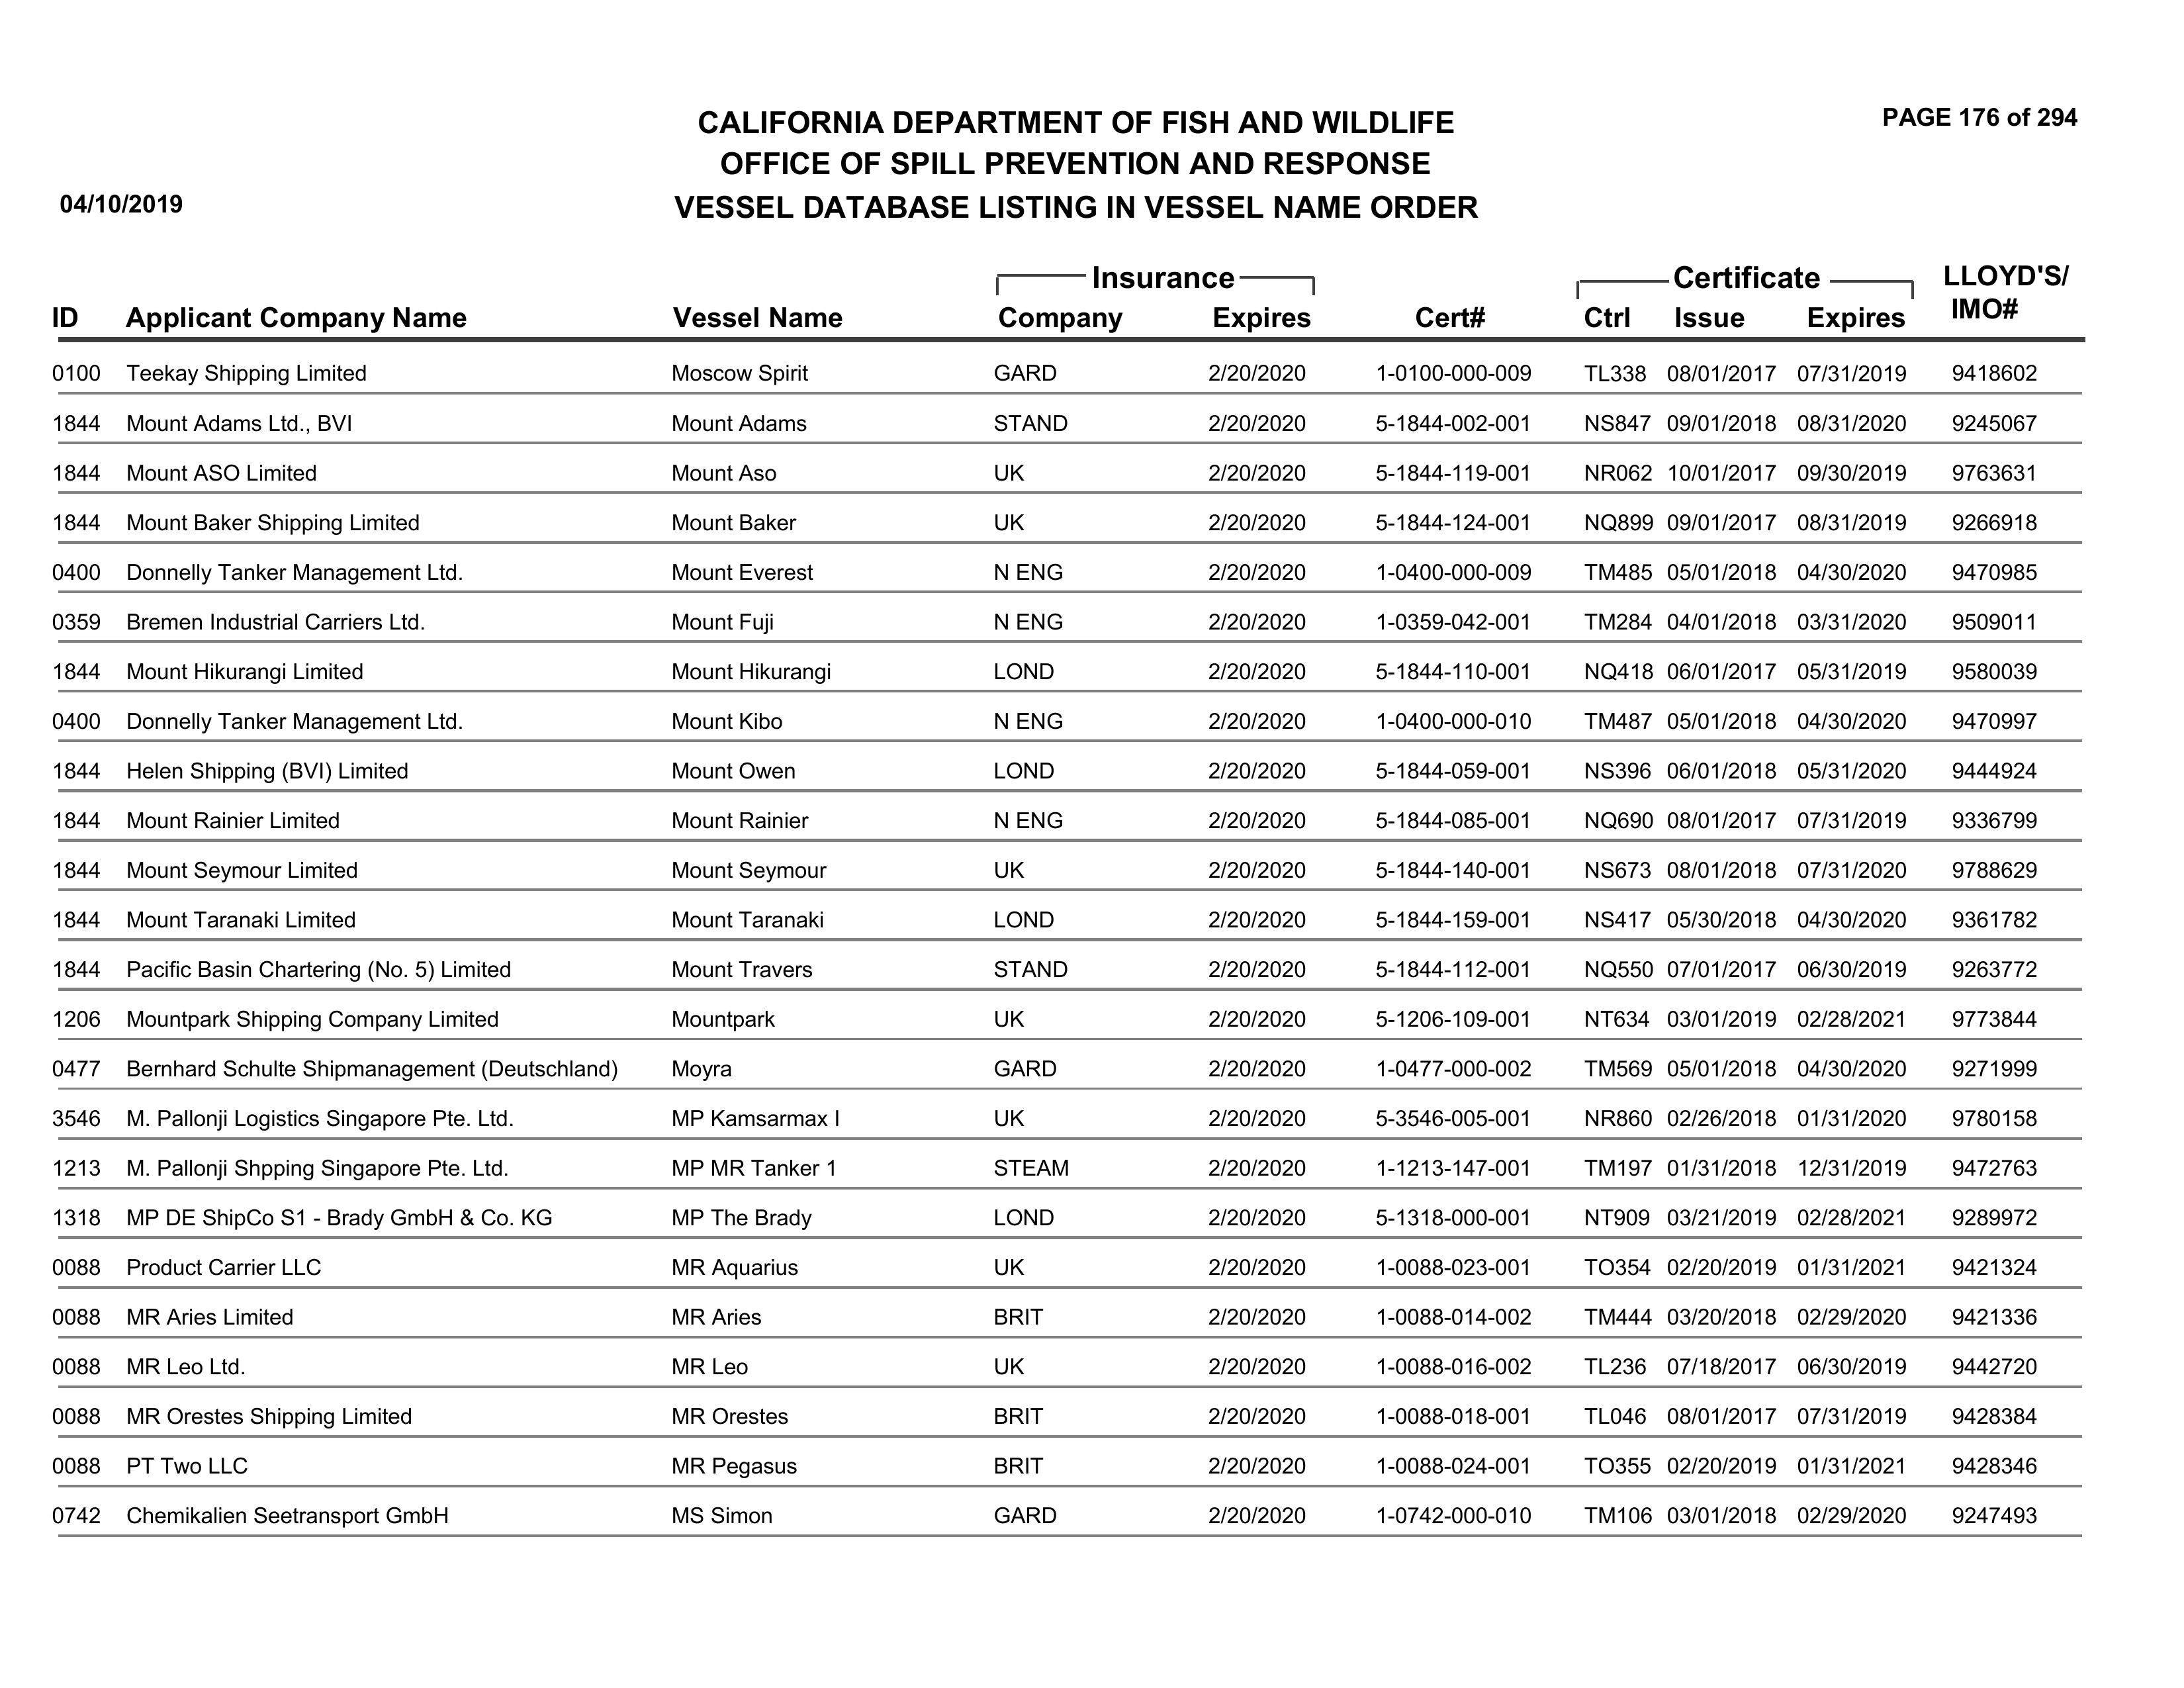 PAGE 176 of 294
CALIFORNIA DEPARTMENT OF FISH AND WILDLIFE
OFFICE OF SPILL PREVENTION AND RESPONSE
04/10/2019 VESSEL DATABASE LISTING IN VESSEL NAME ORDER
Insurance Certificate LLOYD'S/
ID Applicant Company Name Vessel Name Company Expires Cert# Ctrl Issue Expires IMO#
0100 Teekay Shipping Limited Moscow Spirit GARD 2/20/2020 1-0100-000-009 TL338 08/01/2017 07/31/2019 9418602
1844 Mount Adams Ltd., BVI Mount Adams STAND 2/20/2020 5-1844-002-001 NS847 09/01/2018 08/31/2020 9245067
1844 Mount ASO Limited Mount Aso UK 2/20/2020 5-1844-119-001 NR062 10/01/2017 09/30/2019 9763631
1844 Mount Baker Shipping Limited Mount Baker UK 2/20/2020 5-1844-124-001 NQ899 09/01/2017 08/31/2019 9266918
0400 Donnelly Tanker Management Ltd. Mount Everest N ENG 2/20/2020 1-0400-000-009 TM485 05/01/2018 04/30/2020 9470985
0359 Bremen Industrial Carriers Ltd. Mount Fuji N ENG 2/20/2020 1-0359-042-001 TM284 04/01/2018 03/31/2020 9509011
1844 Mount Hikurangi Limited Mount Hikurangi LOND 2/20/2020 5-1844-110-001 NQ418 06/01/2017 05/31/2019 9580039
0400 Donnelly Tanker Management Ltd. Mount Kibo N ENG 2/20/2020 1-0400-000-010 TM487 05/01/2018 04/30/2020 9470997
1844 Helen Shipping (BVI) Limited Mount Owen LOND 2/20/2020 5-1844-059-001 NS396 06/01/2018 05/31/2020 9444924
1844 Mount Rainier Limited Mount Rainier N ENG 2/20/2020 5-1844-085-001 NQ690 08/01/2017 07/31/2019 9336799
1844 Mount Seymour Limited Mount Seymour UK 2/20/2020 5-1844-140-001 NS673 08/01/2018 07/31/2020 9788629
1844 Mount Taranaki Limited Mount Taranaki LOND 2/20/2020 5-1844-159-001 NS417 05/30/2018 04/30/2020 9361782
1844 Pacific Basin Chartering (No. 5) Limited Mount Travers STAND 2/20/2020 5-1844-112-001 NQ550 07/01/2017 06/30/2019 9263772
1206 Mountpark Shipping Company Limited Mountpark UK 2/20/2020 5-1206-109-001 NT634 03/01/2019 02/28/2021 9773844
0477 Bernhard Schulte Shipmanagement (Deutschland) Moyra GARD 2/20/2020 1-0477-000-002 TM569 05/01/2018 04/30/2020 9271999
3546 M. Pallonji Logistics Singapore Pte. Ltd. MP Kamsarmax I UK 2/20/2020 5-3546-005-001 NR860 02/26/2018 01/31/2020 9780158
1213 M. Pallonji Shpping Singapore Pte. Ltd. MP MR Tanker 1 STEAM 2/20/2020 1-1213-147-001 TM197 01/31/2018 12/31/2019 9472763
1318 MP DE ShipCo S1 - Brady GmbH & Co. KG MP The Brady LOND 2/20/2020 5-1318-000-001 NT909 03/21/2019 02/28/2021 9289972
0088 Product Carrier LLC MR Aquarius UK 2/20/2020 1-0088-023-001 TO354 02/20/2019 01/31/2021 9421324
0088 MR Aries Limited MR Aries BRIT 2/20/2020 1-0088-014-002 TM444 03/20/2018 02/29/2020 9421336
0088 MR Leo Ltd. MR Leo UK 2/20/2020 1-0088-016-002 TL236 07/18/2017 06/30/2019 9442720
0088 MR Orestes Shipping Limited MR Orestes BRIT 2/20/2020 1-0088-018-001 TL046 08/01/2017 07/31/2019 9428384
0088 PT Two LLC MR Pegasus BRIT 2/20/2020 1-0088-024-001 TO355 02/20/2019 01/31/2021 9428346
0742 Chemikalien Seetransport GmbH MS Simon GARD 2/20/2020 1-0742-000-010 TM106 03/01/2018 02/29/2020 9247493